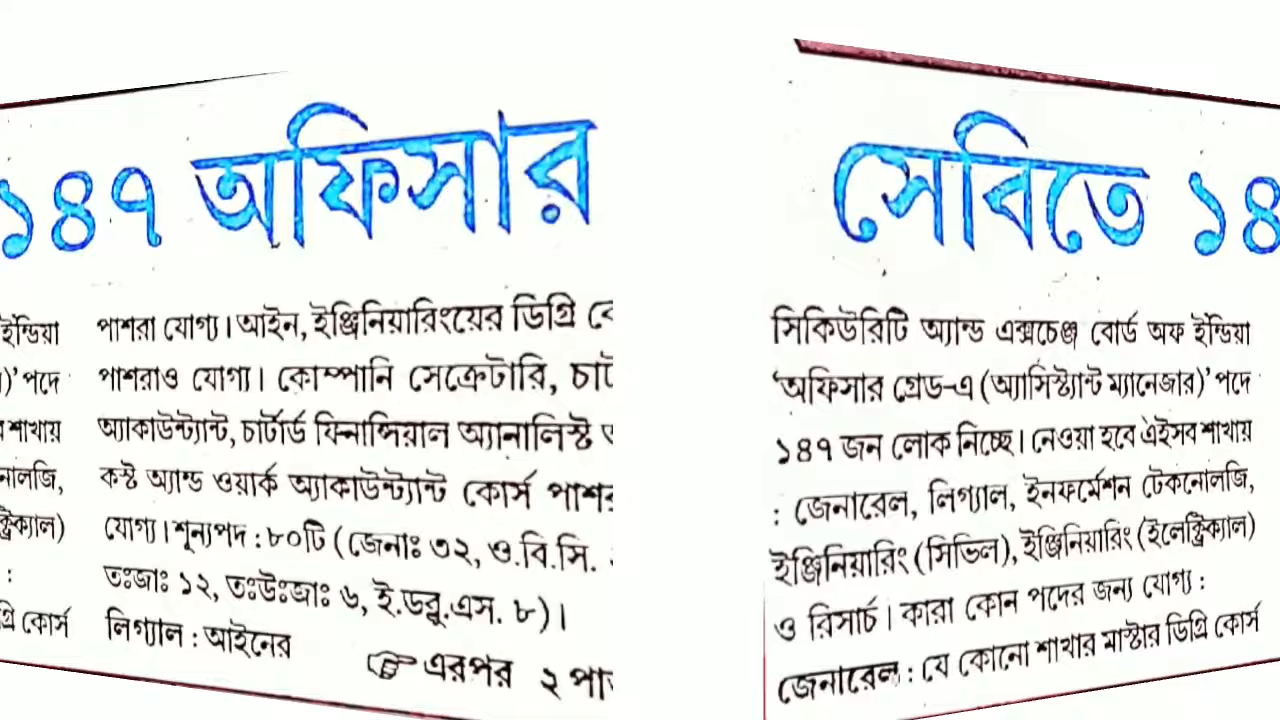 ১৪৭ অফিসার
ইন্ডিয়া পাশরা যোগ্য। আইন, ইঞ্জিনিয়ারিংয়ের ডিগ্রি
)' পদে পাশরাও যোগ্য। কোম্পানি সেক্রেটারি,
শাখায় অ্যাকাউন্ট্যান্ট, চার্টার্ড ফিনান্সিয়াল অ্যানালিস্ট
কস্ট অ্যান্ড ওয়ার্ক অ্যাকাউন্ট্যান্ট কোর্স
যোগ্য। শূন্যপদ : ৮০টি (জেনাঃ ৩২, ও.বি.সি.
: তঃজাঃ ১২, তঃউঃজাঃ ৬, ই.ডব্লু.এস. ৮)।
কোর্স লিগ্যাল : আইনের
এরপর ২
সেবিতে ১৪
সিকিউরিটি অ্যান্ড এক্সচেঞ্জ বোর্ড অফ ইন্ডিয়া
'অফিসার গ্রেড-এ (অ্যাসিস্ট্যান্ট ম্যানেজার)' পদে
১৪৭ জন লোক নিচ্ছে। নেওয়া হবে এইসব শাখায়
: জেনারেল, লিগ্যাল, ইনফর্মেশন টেকনোলজি,
ইঞ্জিনিয়ারিং (সিভিল), ইঞ্জিনিয়ারিং (ইলেক্ট্রিক্যাল)
ও রিসার্চ। কারা কোন পদের জন্য যোগ্য :
জেনারেল : যে কোনো শাখার মাস্টার ডিগ্রি কোর্স